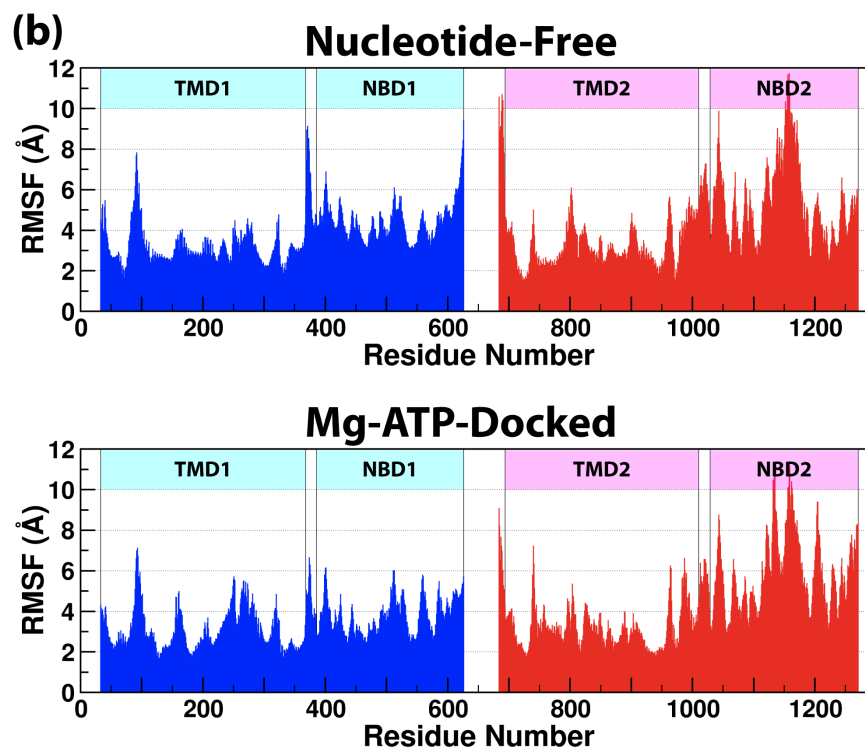 (b)
Nucleotide-Free
12
10
8
6
4
2
0
RMSF (Å)
TMD1 NBD1 TMD2 NBD2
0 200 400 600 800 1000 1200
Residue Number
Mg-ATP-Docked
12
10
8
6
4
2
0
RMSF (Å)
TMD1 NBD1 TMD2 NBD2
0 200 400 600 800 1000 1200
Residue Number